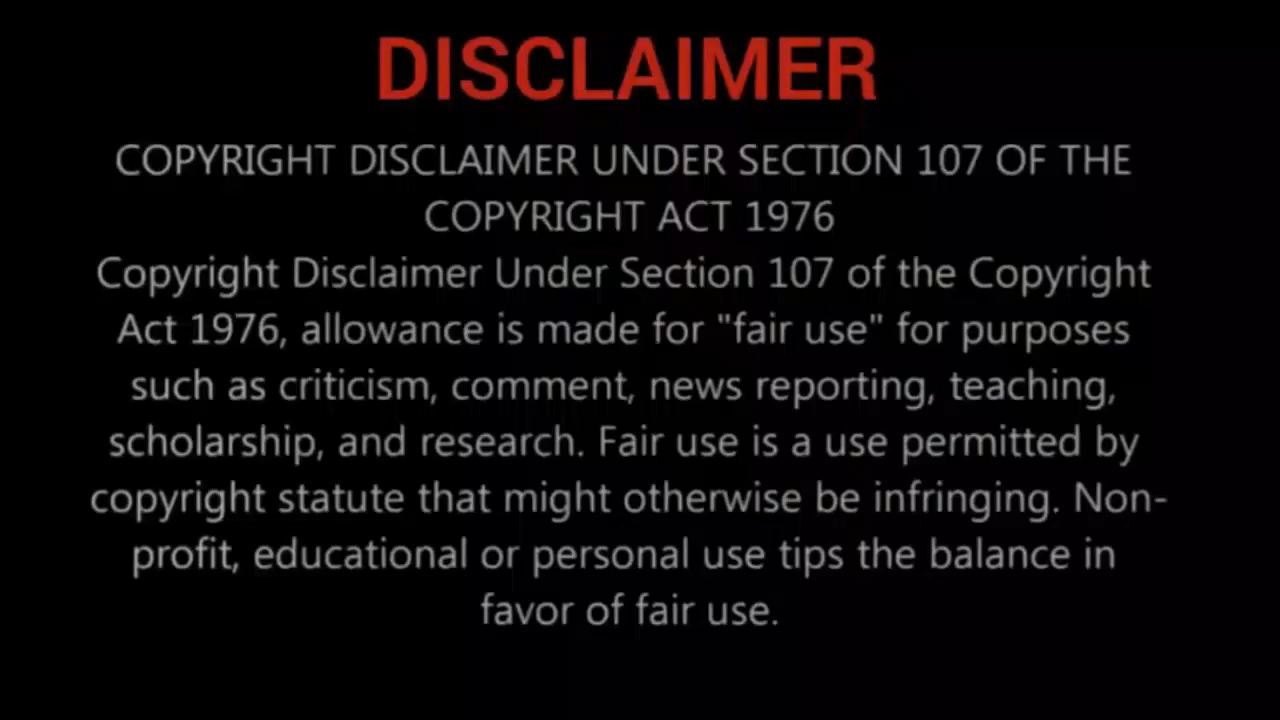 DISCLAIMER
COPYRIGHT DISCLAIMER UNDER SECTION 107 OF THE
COPYRIGHT ACT 1976
Copyright Disclaimer Under Section 107 of the Copyright
Act 1976, allowance is made for "fair use" for purposes
such as criticism, comment, news reporting, teaching,
scholarship, and research. Fair use is a use permitted by
copyright statute that might otherwise be infringing. Non-
profit, educational or personal use tips the balance in
favor of fair use.